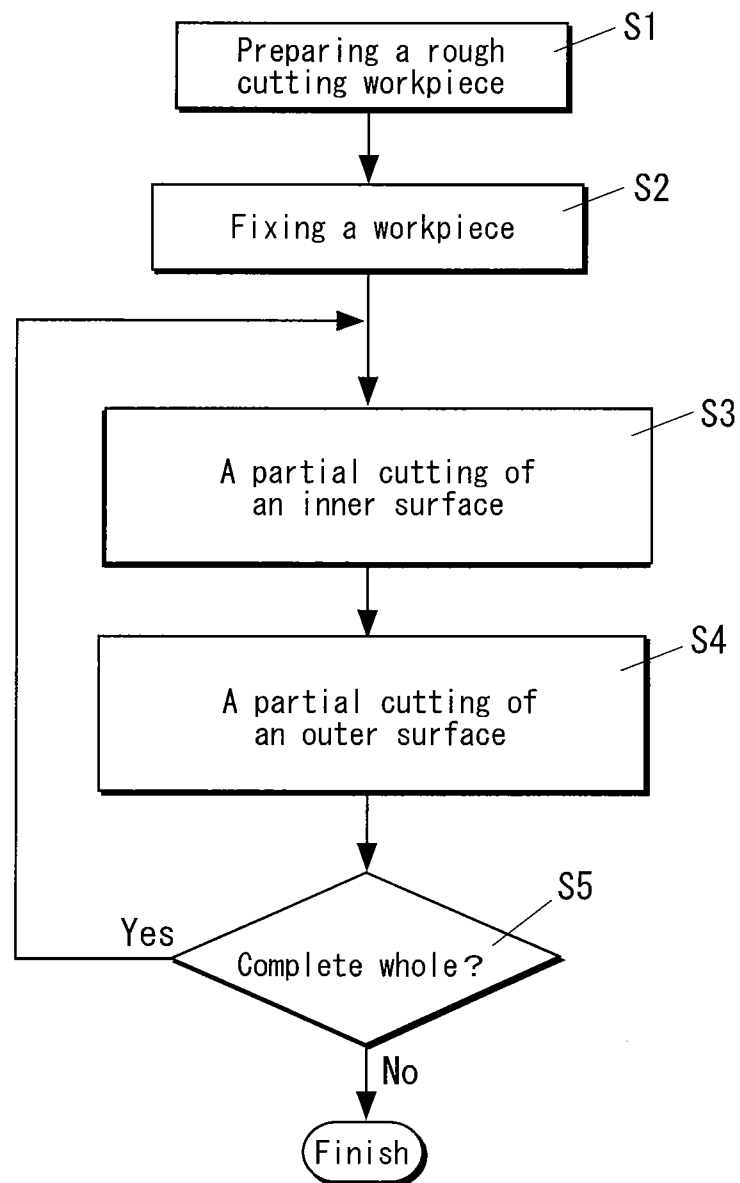 S1
Preparing a rough
cutting workpiece
S2
Fixing a workpiece
S3
A partial cutting of
an inner surface
S4
A partial cutting of
an outer surface
S5
Yes
Complete whole?
No
Finish